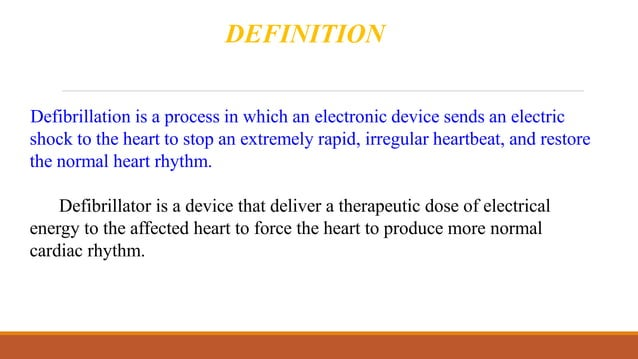 DEFINITION
Defibrillation is a process in which an electronic device sends an electric
shock to the heart to stop an extremely rapid, irregular heartbeat, and restore
the normal heart rhythm.
Defibrillator is a device that deliver a therapeutic dose of electrical
energy to the affected heart to force the heart to produce more normal
cardiac rhythm.